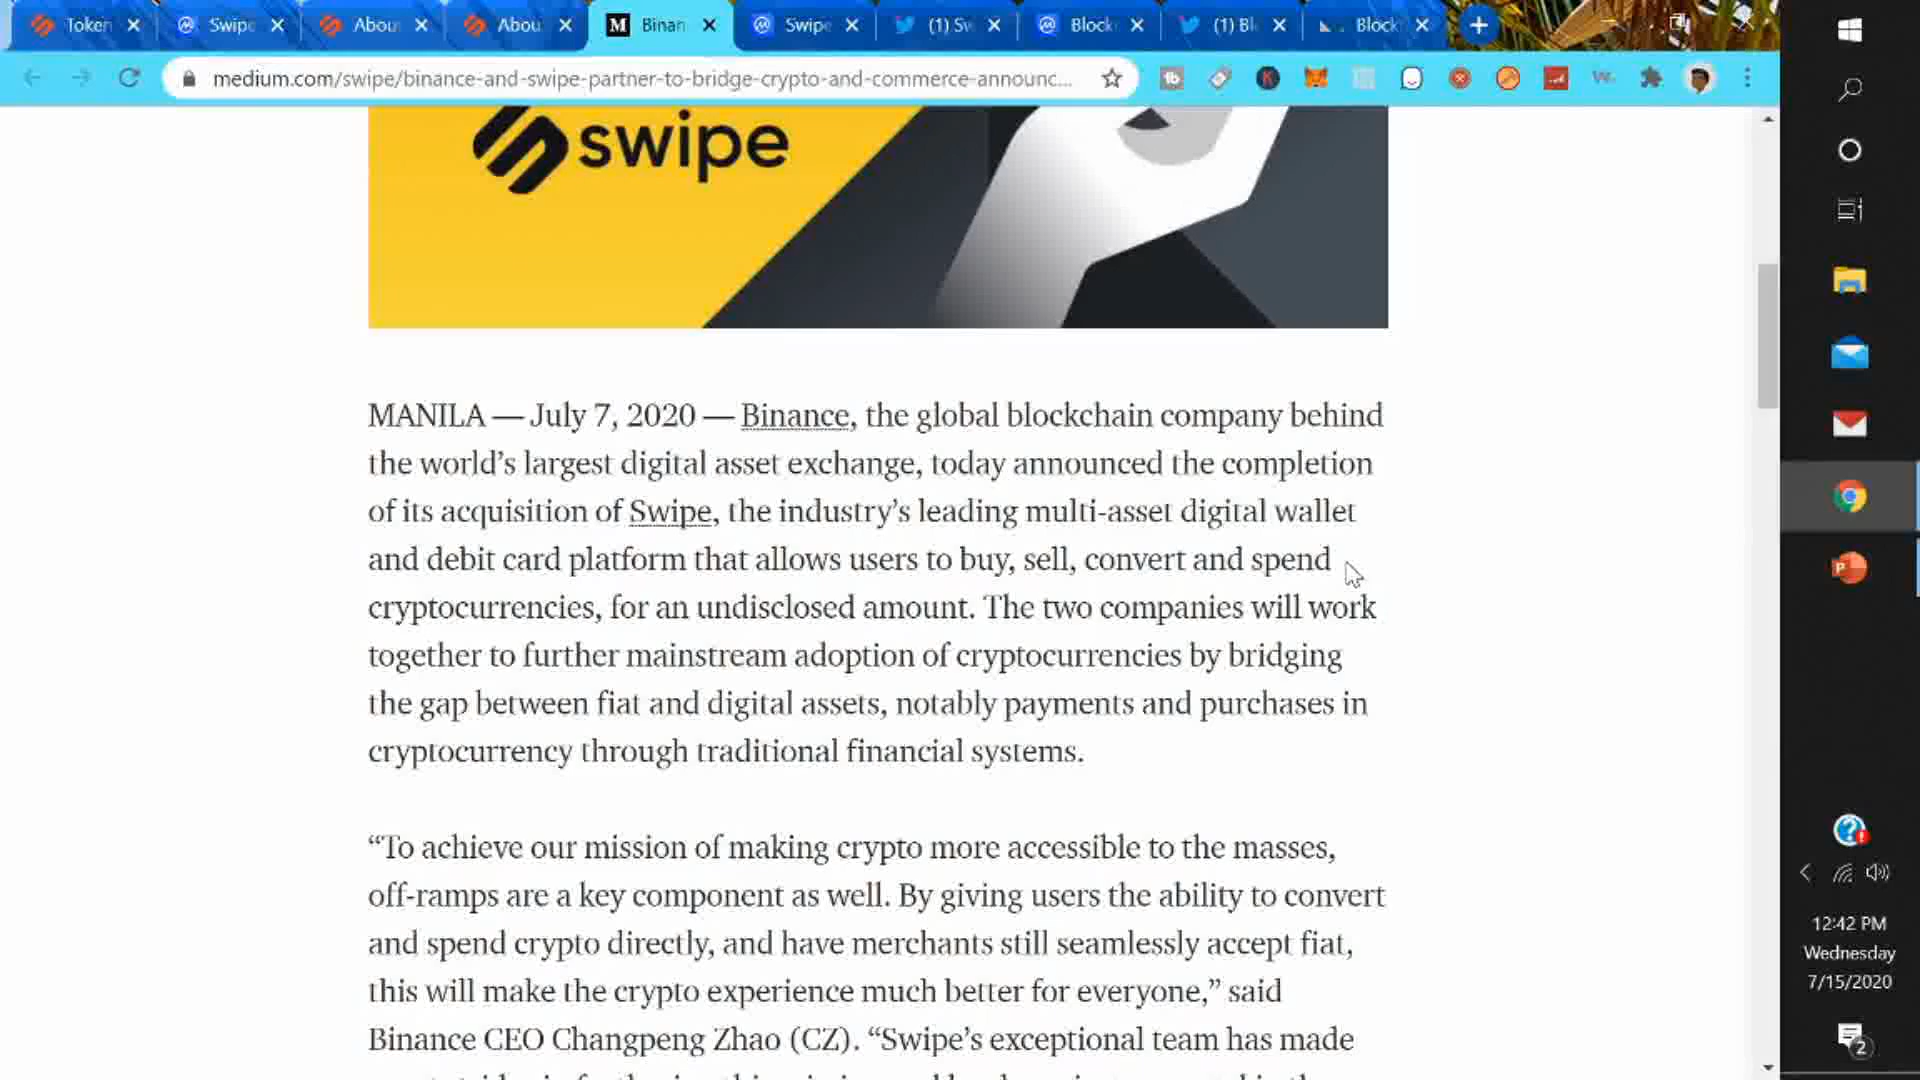 Token
Swipe
Abou
Abou
M Binan
Swipe
(1) Sw
Block
(1) Bl
Block
medium.com/swipe/binance-and-swipe-partner-to-bridge-crypto-and-commerce-announc...
swipe
MANILA — July 7, 2020 — Binance, the global blockchain company behind
the world’s largest digital asset exchange, today announced the completion
of its acquisition of Swipe, the industry’s leading multi-asset digital wallet
and debit card platform that allows users to buy, sell, convert and spend
cryptocurrencies, for an undisclosed amount. The two companies will work
together to further mainstream adoption of cryptocurrencies by bridging
the gap between fiat and digital assets, notably payments and purchases in
cryptocurrency through traditional financial systems.
“To achieve our mission of making crypto more accessible to the masses,
off-ramps are a key component as well. By giving users the ability to convert
and spend crypto directly, and have merchants still seamlessly accept fiat,
this will make the crypto experience much better for everyone,” said
Binance CEO Changpeng Zhao (CZ). “Swipe’s exceptional team has made
12:42 PM
Wednesday
7/15/2020
2